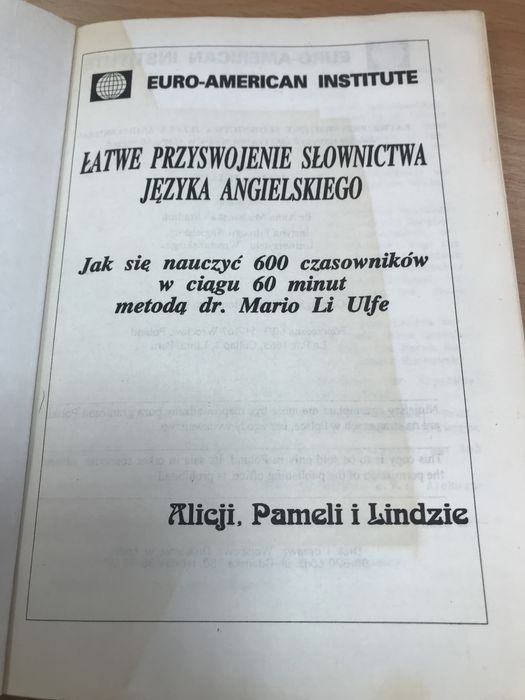 EURO-AMERICAN INSTITUTE
ŁATWE PRZYSWOJENIE SŁOWNICTWA
JĘZYKA ANGIELSKIEGO
Jak się nauczyć 600 czasowników
w ciągu 60 minut
metodą dr. Mario Li Ulfe
Alicji, Pameli i Lindzie